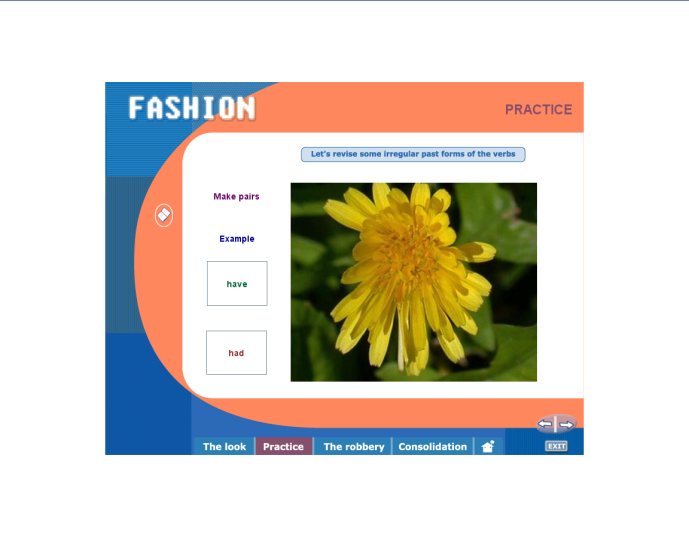 FASHION
PRACTICE
Let's revise some irregular past forms of the verbs
Make pairs
Example
have
had
The look
Practice
The robbery
Consolidation
EXIT